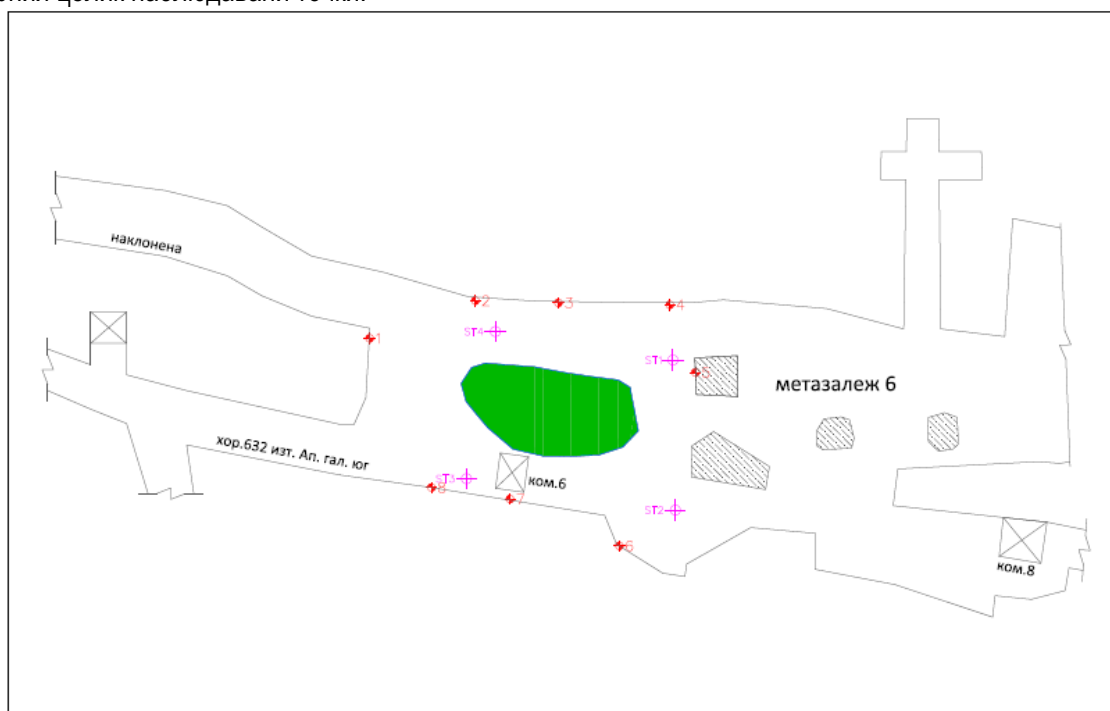 наклонена
2
3
4
1
ST4
ST1
5
метазалеж 6
хор.632 изт. Ап. гал. юг
ST3
8
ком.6
7
ST2
6
ком.8